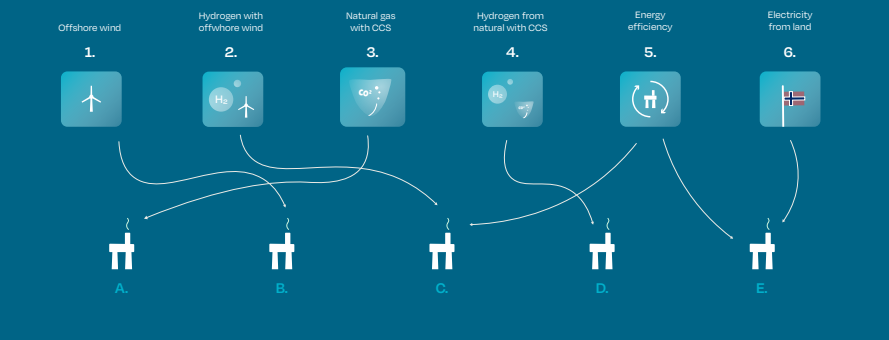 Offshore wind
Hydrogen with
offwhore wind
Natural gas
with CCS
Hydrogen from
natural with CCS
Energy
efficiency
Electricity
from land
1.
2.
3.
4.
5.
6.
H₂
CO²
H₂
A.
B.
C.
D.
E.